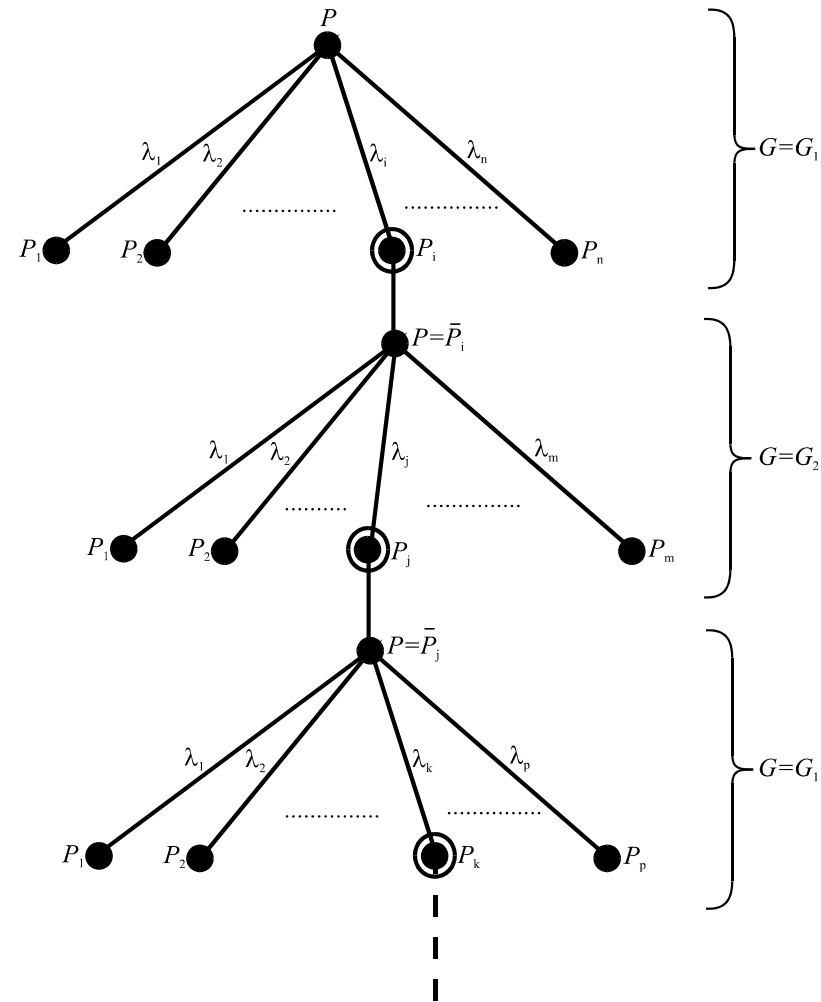 P
λ₁ λ₂ λᵢ λₙ
G=G₁
P₁ P₂ Pᵢ Pₙ
P=P̄ᵢ
λ₁ λ₂ λⱼ λₘ
G=G₂
P₁ P₂ Pⱼ Pₘ
P=P̄ⱼ
λ₁ λ₂ λₖ λₚ
G=G₁
P₁ P₂ Pₖ Pₚ